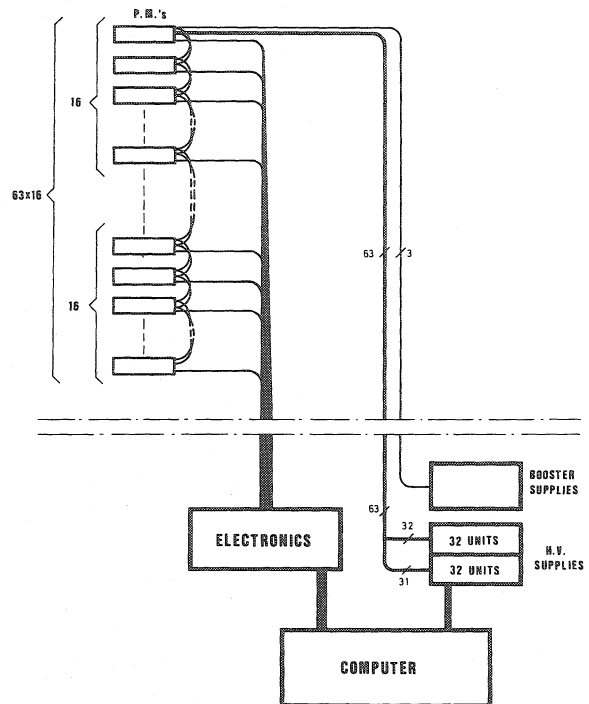 P.M.'s
16
63x16
63
3
16
BOOSTER
SUPPLIES
63
32
ELECTRONICS
32 UNITS
H.V.
SUPPLIES
32 UNITS
31
COMPUTER